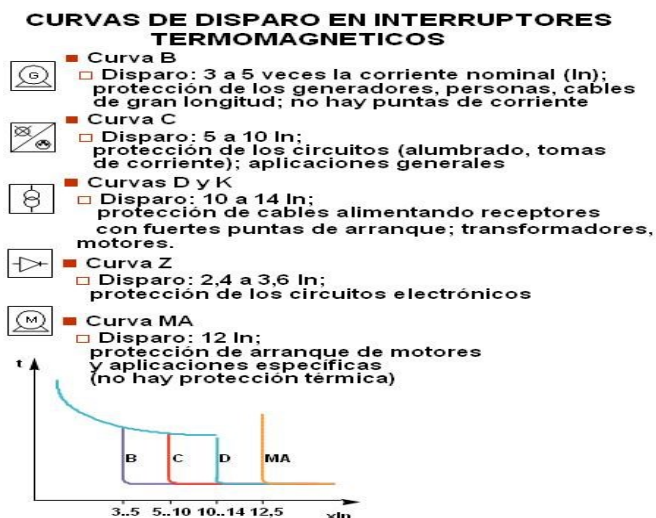 CURVAS DE DISPARO EN INTERRUPTORES
TERMOMAGNETICOS
Curva B
G
Disparo: 3 a 5 veces la corriente nominal (In);
protección de los generadores, personas, cables
de gran longitud; no hay puntas de corriente
Curva C
Disparo: 5 a 10 In;
protección de los circuitos (alumbrado, tomas
de corriente); aplicaciones generales
Curvas D y K
Disparo: 10 a 14 In;
protección de cables alimentando receptores
con fuertes puntas de arranque; transformadores,
motores.
Curva Z
Disparo: 2,4 a 3,6 In;
protección de los circuitos electrónicos
M
Curva MA
Disparo: 12 In;
protección de arranque de motores
y aplicaciones específicas
(no hay protección térmica)
t
B C D MA
3..5 5..10 10..14 12,5 xIn